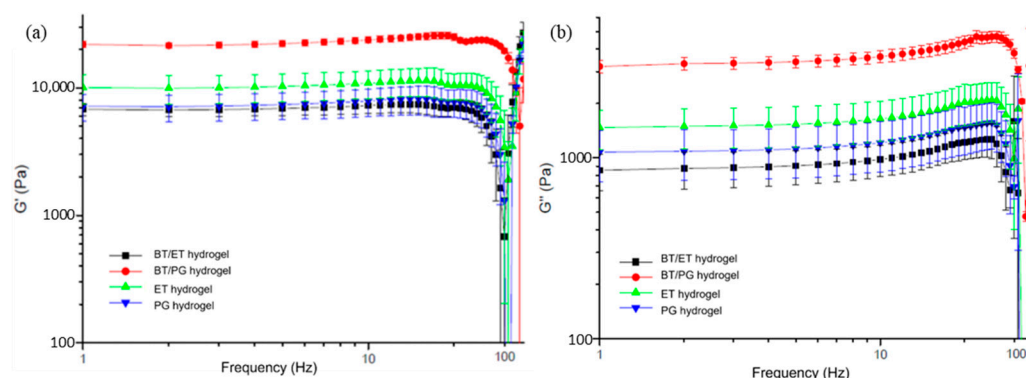 (a)
10,000
1000
100
G' (Pa)
BT/ET hydrogel
BT/PG hydrogel
ET hydrogel
PG hydrogel
1
10
100
Frequency (Hz)
(b)
1000
100
G" (Pa)
BT/ET hydrogel
BT/PG hydrogel
ET hydrogel
PG hydrogel
1
10
100
Frequency (Hz)